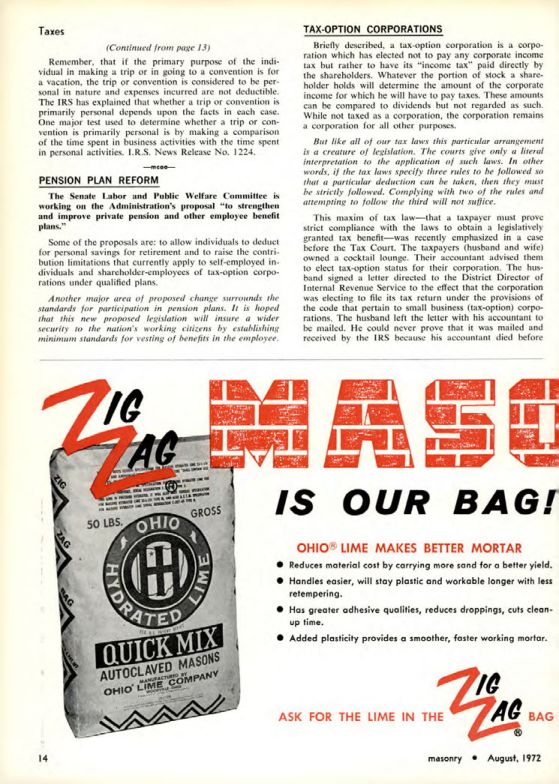 Taxes
(Continued from page 13)
Remember, that if the primary purpose of the indi-
vidual in making a trip or in going to a convention is for
a vacation, the trip or convention is considered to be per-
sonal in nature and expenses incurred are not deductible.
The IRS has explained that whether a trip or convention is
primarily personal depends upon the facts in each case.
One major test used to determine whether a trip or con-
vention is primarily personal is by making a comparison
of the time spent in business activities with the time spent
in personal activities. I.R.S. News Release No. 1224.
—mcaa—
PENSION PLAN REFORM
The Senate Labor and Public Welfare Committee is
working on the Administration's proposal "to strengthen
and improve private pension and other employee benefit
plans."
Some of the proposals are: to allow individuals to deduct
for personal savings for retirement and to raise the contri-
bution limitations that currently apply to self-employed in-
dividuals and shareholder-employees of tax-option corpo-
rations under qualified plans.
Another major area of proposed change surrounds the
standards for participation in pension plans. It is hoped
that this new proposed legislation will insure a wider
security to the nation's working citizens by establishing
minimum standards for vesting of benefits in the employee.
TAX-OPTION CORPORATIONS
Briefly described, a tax-option corporation is a corpo-
ration which has elected not to pay any corporate income
tax but rather to have its "income tax" paid directly by
the shareholders. Whatever the portion of stock a share-
holder holds will determine the amount of the corporate
income for which he will have to pay taxes. These amounts
can be compared to dividends but not regarded as such.
While not taxed as a corporation, the corporation remains
a corporation for all other purposes.
But like all of our tax laws this particular arrangement
is a creature of legislation. The courts give only a literal
interpretation to the application of such laws. In other
words, if the tax laws specify three rules to be followed so
that a particular deduction can be taken, then they must
be strictly followed. Complying with two of the rules and
attempting to follow the third will not suffice.
This maxim of tax law—that a taxpayer must prove
strict compliance with the laws to obtain a legislatively
granted tax benefit—was recently emphasized in a case
before the Tax Court. The taxpayers (husband and wife)
owned a cocktail lounge. Their accountant advised them
to elect tax-option status for their corporation. The hus-
band signed a letter directed to the District Director of
Internal Revenue Service to the effect that the corporation
was electing to file its tax return under the provisions of
the code that pertain to small business (tax-option) corpo-
rations. The husband left the letter with his accountant to
be mailed. He could never prove that it was mailed and
received by the IRS because his accountant died before
ZIG
ZAG
®
MASO
IS OUR BAG!
ZIG
ZAG
BAG
50 LBS.
GROSS
OHIO
HYDRATED LIME
QUICK MIX
AUTOCLAVED MASONS
MANUFACTURED BY
OHIO LIME COMPANY
OHIO® LIME MAKES BETTER MORTAR
● Reduces material cost by carrying more sand for a better yield.
● Handles easier, will stay plastic and workable longer with less
retempering.
● Has greater adhesive qualities, reduces droppings, cuts clean-
up time.
● Added plasticity provides a smoother, faster working mortar.
ASK FOR THE LIME IN THE ZIG ZAG ® BAG
14
masonry ● August, 1972